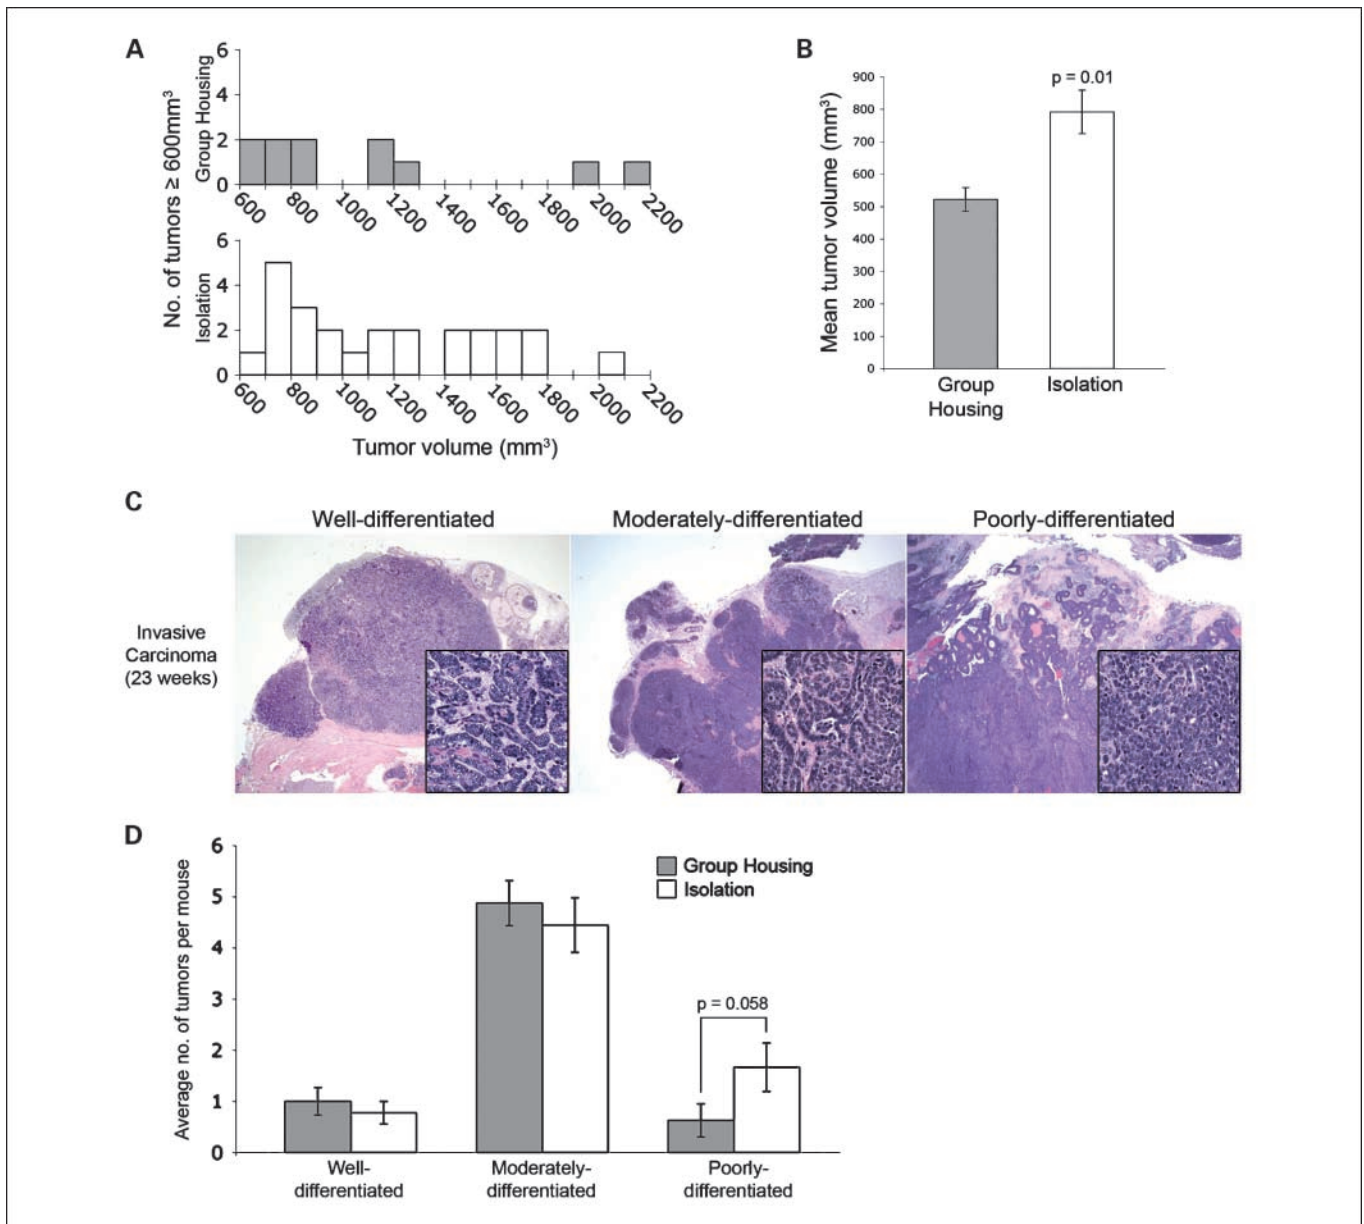 A
No. of tumors ≥ 600mm³
Group Housing
6
4
2
0
600
800
1000
1200
1400
1600
1800
2000
2200
Isolation
6
4
2
0
600
800
1000
1200
1400
1600
1800
2000
2200
Tumor volume (mm³)
B
Mean tumor volume (mm³)
900
800
700
600
500
400
300
200
100
0
p = 0.01
Group
Housing
Isolation
C
Well-differentiated
Moderately-differentiated
Poorly-differentiated
Invasive
Carcinoma
(23 weeks)
D
Average no. of tumors per mouse
6
5
4
3
2
1
0
Group Housing
Isolation
p = 0.058
Well-
differentiated
Moderately-
differentiated
Poorly-
differentiated